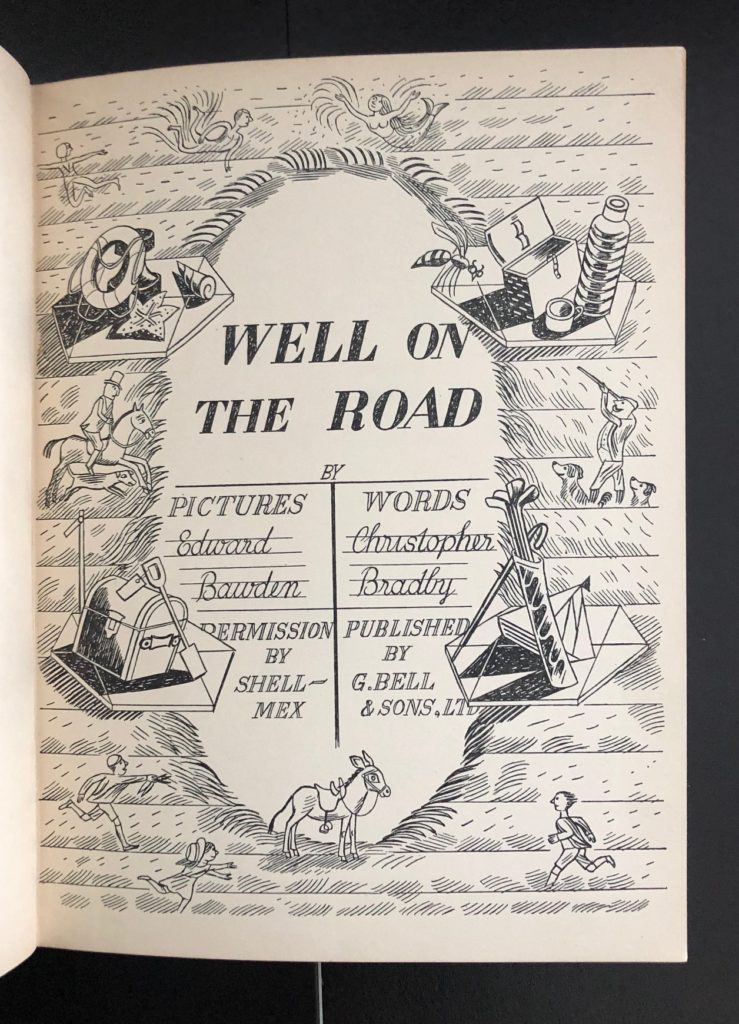 WELL ON
THE ROAD
BY
PICTURES
Edward
Bawden
WORDS
Christopher
Bradby
PERMISSION
BY
SHELL—
MEX
PUBLISHED
BY
G. BELL
& SONS, LTD